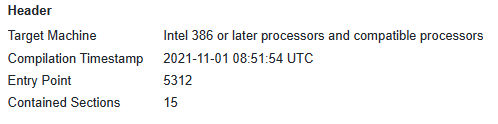 Header
Target Machine Intel 386 or later processors and compatible processors
Compilation Timestamp 2021-11-01 08:51:54 UTC
Entry Point 5312
Contained Sections 15